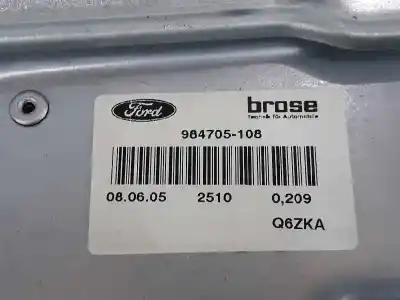 Ford
brose
Technik für Automobile
984705-108
08.06.05 2510 0,209
Q6ZKA